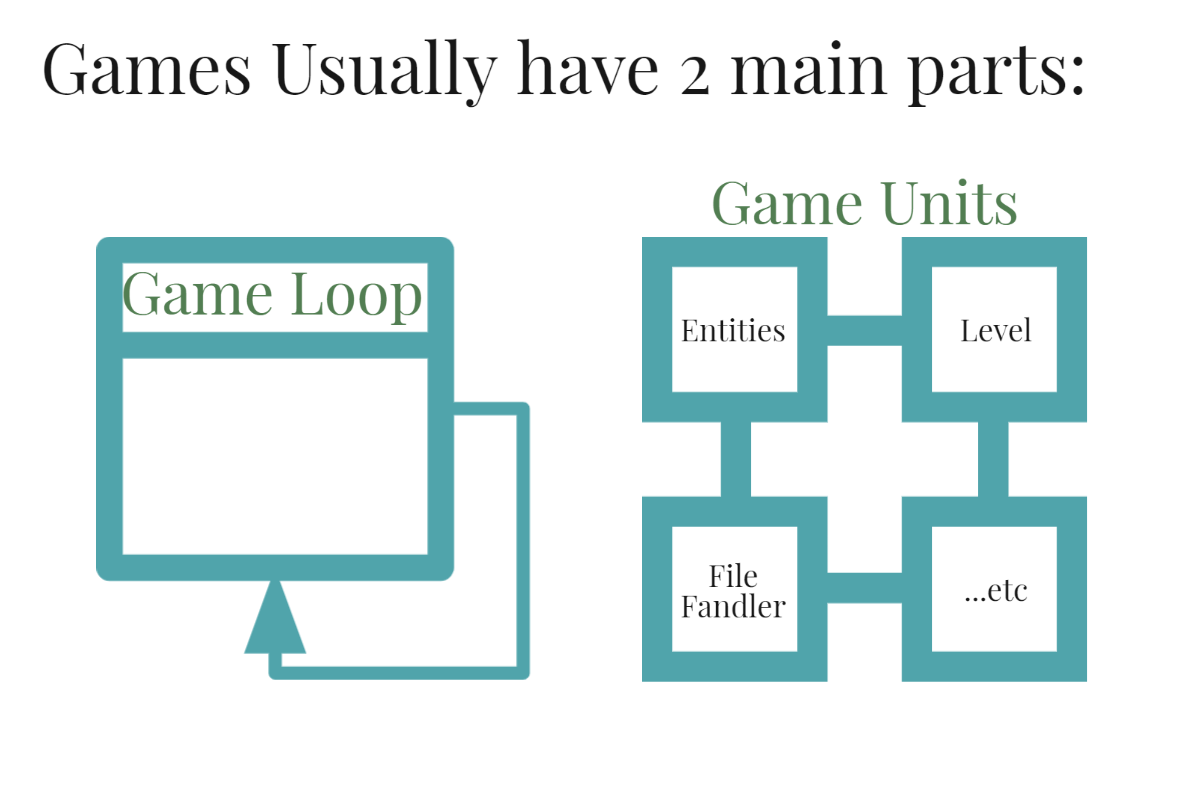 Games Usually have 2 main parts:
Game Loop
Game Units
Entities
Level
File
Fandler
...etc